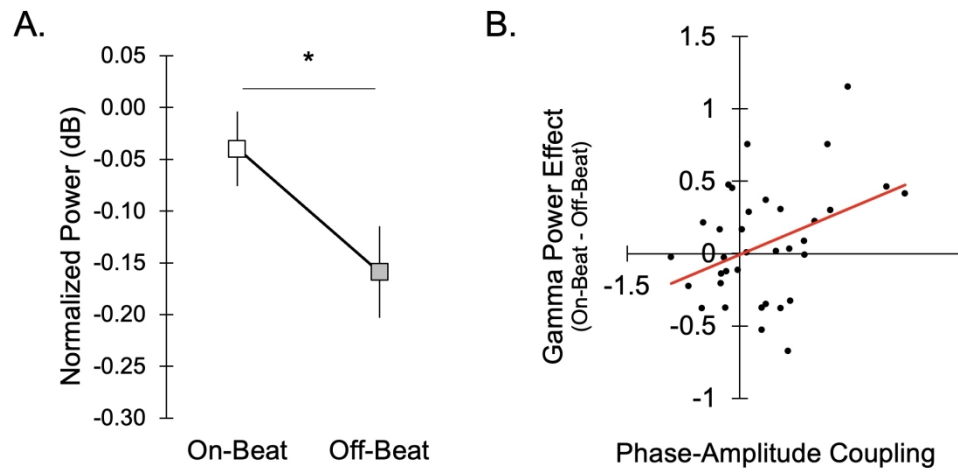 A.
0.05
0.00
-0.05
-0.10
-0.15
-0.20
-0.25
-0.30
Normalized Power (dB)
*
On-Beat Off-Beat
B.
1.5
1
0.5
0
-0.5
-1
-1.5
Gamma Power Effect
(On-Beat - Off-Beat)
Phase-Amplitude Coupling